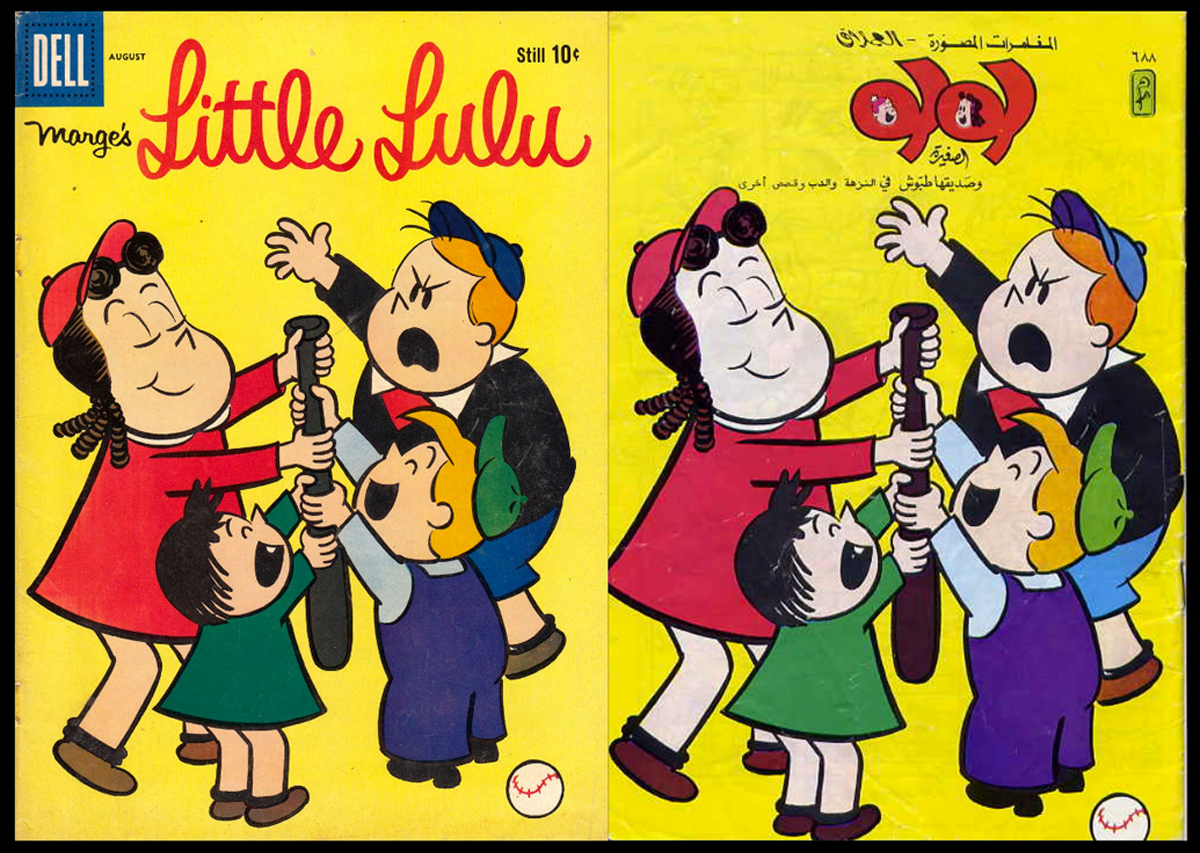 DELL
AUGUST
Still 10¢
Marge's
Little Lulu
المغامرات المصورة - العملاق
٦٨٨
لولو
الصغيرة
وصديقها طبوش في النزهة والدب وقصص أخرى